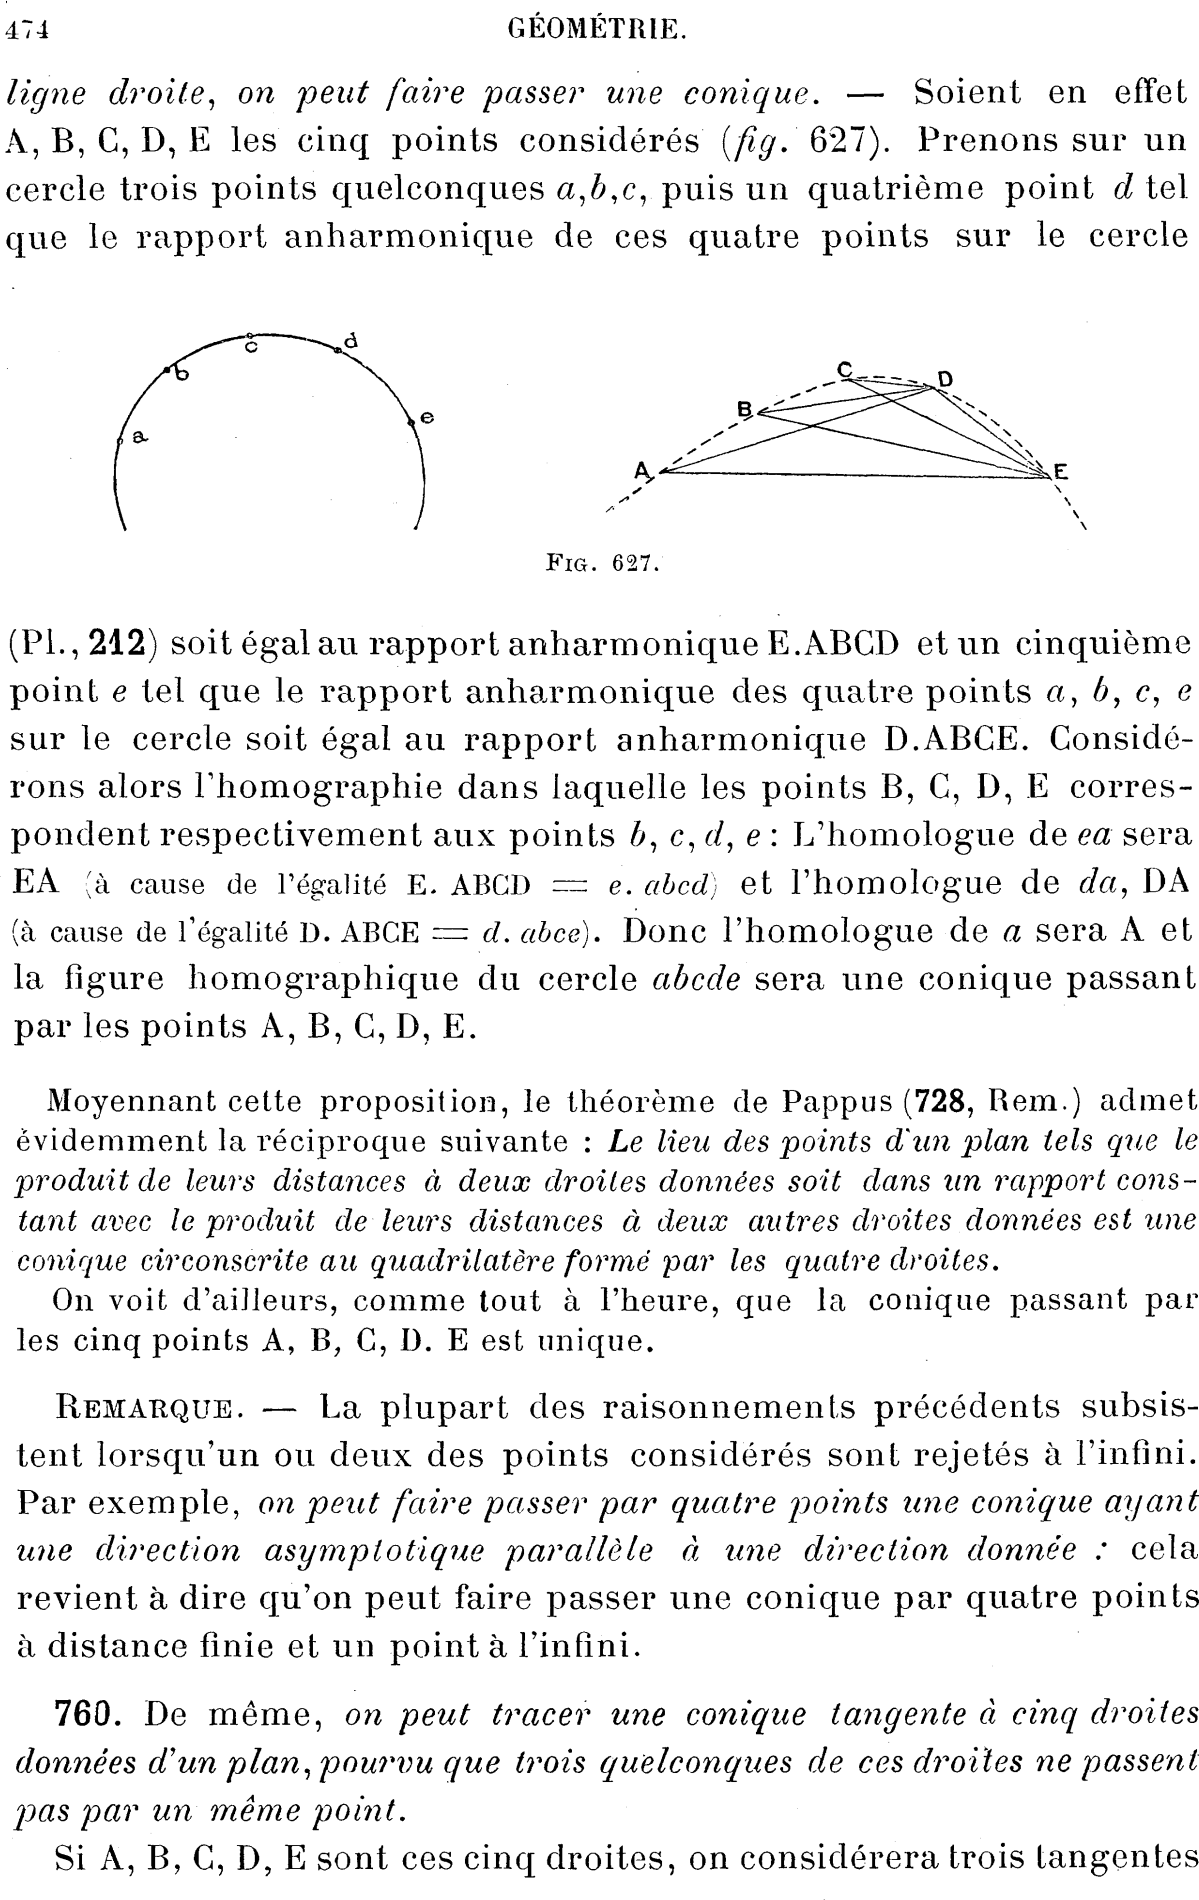 474 GÉOMÉTRIE.
ligne droite, on peut faire passer une conique. — Soient en effet
A, B, C, D, E les cinq points considérés (fig. 627). Prenons sur un
cercle trois points quelconques a,b,c, puis un quatrième point d tel
que le rapport anharmonique de ces quatre points sur le cercle
a
b
c
d
e
A
B
C
D
E
FIG. 627.
(Pl., 212) soit égal au rapport anharmonique E.ABCD et un cinquième
point e tel que le rapport anharmonique des quatre points a, b, c, e
sur le cercle soit égal au rapport anharmonique D.ABCE. Considé-
rons alors l'homographie dans laquelle les points B, C, D, E corres-
pondent respectivement aux points b, c, d, e : L'homologue de ea sera
EA (à cause de l'égalité E. ABCD = e. abcd) et l'homologue de da, DA
(à cause de l'égalité D. ABCE = d. abce). Donc l'homologue de a sera A et
la figure homographique du cercle abcde sera une conique passant
par les points A, B, C, D, E.
Moyennant cette proposition, le théorème de Pappus (728, Rem.) admet
évidemment la réciproque suivante : Le lieu des points d'un plan tels que le
produit de leurs distances à deux droites données soit dans un rapport cons-
tant avec le produit de leurs distances à deux autres droites données est une
conique circonscrite au quadrilatère formé par les quatre droites.
On voit d'ailleurs, comme tout à l'heure, que la conique passant par
les cinq points A, B, C, D. E est unique.
REMARQUE. — La plupart des raisonnements précédents subsis-
tent lorsqu'un ou deux des points considérés sont rejetés à l'infini.
Par exemple, on peut faire passer par quatre points une conique ayant
une direction asymptotique parallèle à une direction donnée : cela
revient à dire qu'on peut faire passer une conique par quatre points
à distance finie et un point à l'infini.
760. De même, on peut tracer une conique tangente à cinq droites
données d'un plan, pourvu que trois quelconques de ces droites ne passent
pas par un même point.
Si A, B, C, D, E sont ces cinq droites, on considérera trois tangentes